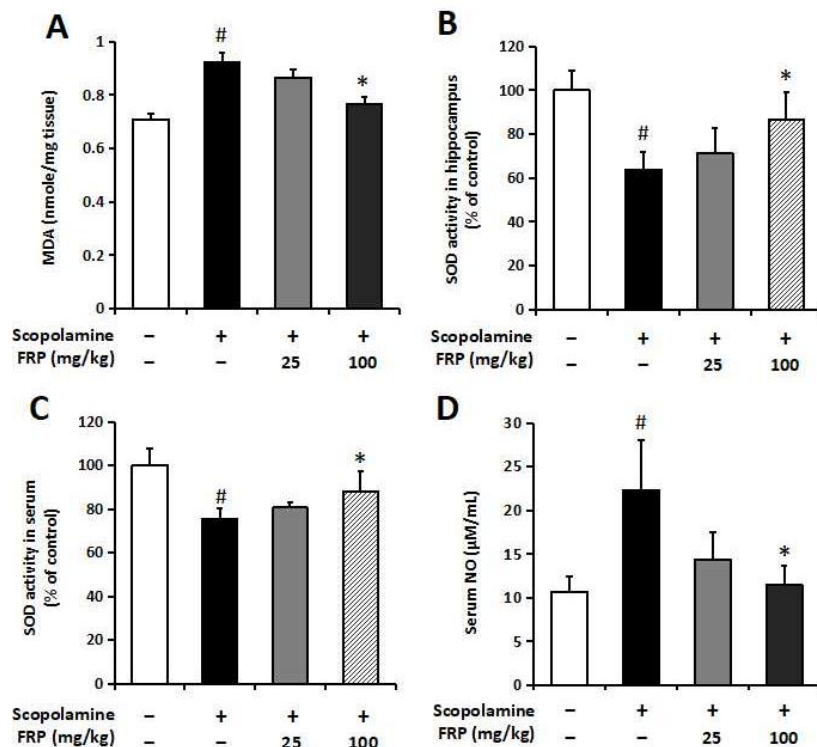 A
MDA (nmole/mg tissue)
1
0.8
0.6
0.4
0.2
0
#
*
Scopolamine – + + +
FRP (mg/kg) – – 25 100
B
SOD activity in hippocampus
(% of control)
120
100
80
60
40
20
0
#
*
Scopolamine – + + +
FRP (mg/kg) – – 25 100
C
SOD activity in serum
(% of control)
120
100
80
60
40
20
0
#
*
Scopolamine – + + +
FRP (mg/kg) – – 25 100
D
Serum NO (µM/mL)
30
25
20
15
10
5
0
#
*
Scopolamine – + + +
FRP (mg/kg) – – 25 100